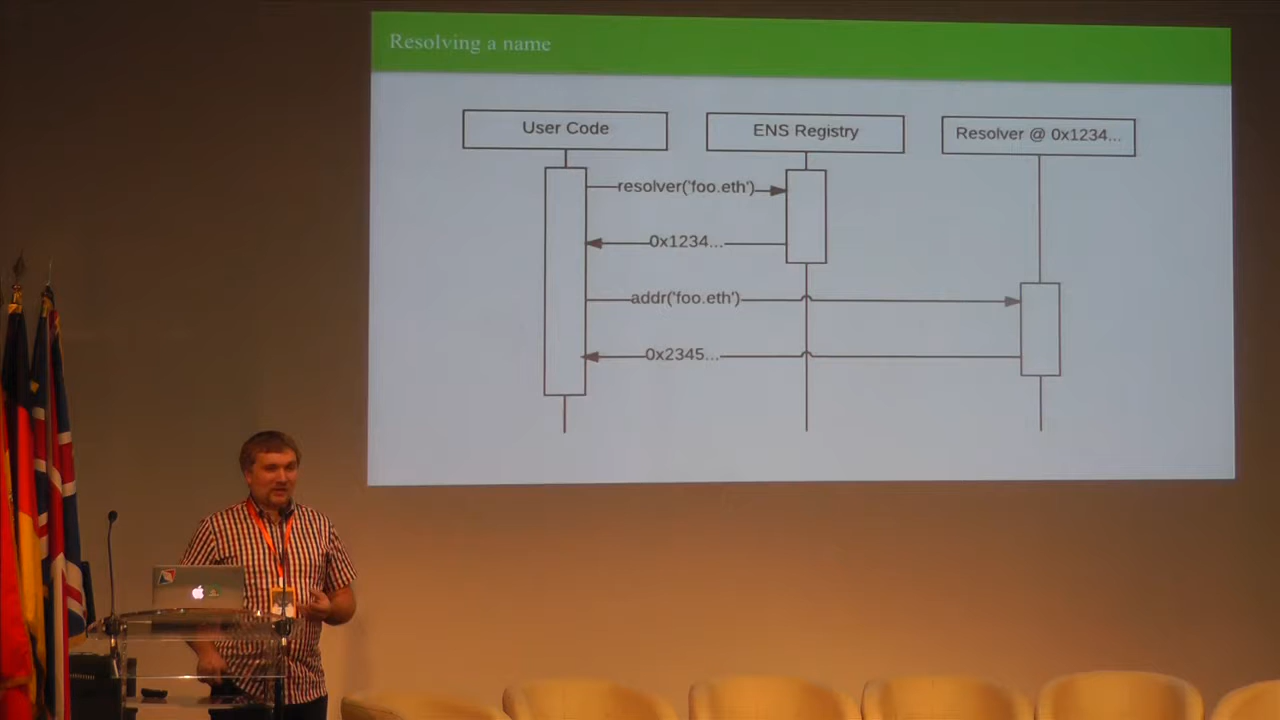 Resolving a name
User Code
ENS Registry
Resolver @ 0x1234...
resolver('foo.eth')
0x1234...
addr('foo.eth')
0x2345...